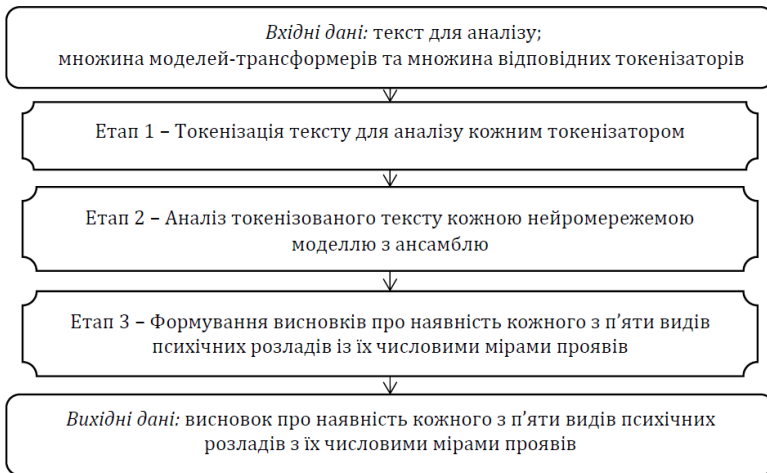 Вхідні дані: текст для аналізу;
множина моделей-трансформерів та множина відповідних токенізаторів
Етап 1 – Токенізація тексту для аналізу кожним токенізатором
Етап 2 – Аналіз токенізованого тексту кожною нейромережемою
моделлю з ансамблю
Етап 3 – Формування висновків про наявність кожного з п'яти видів
психічних розладів із їх числовими мірами проявів
Вихідні дані: висновок про наявність кожного з п'яти видів психічних
розладів з їх числовими мірами проявів